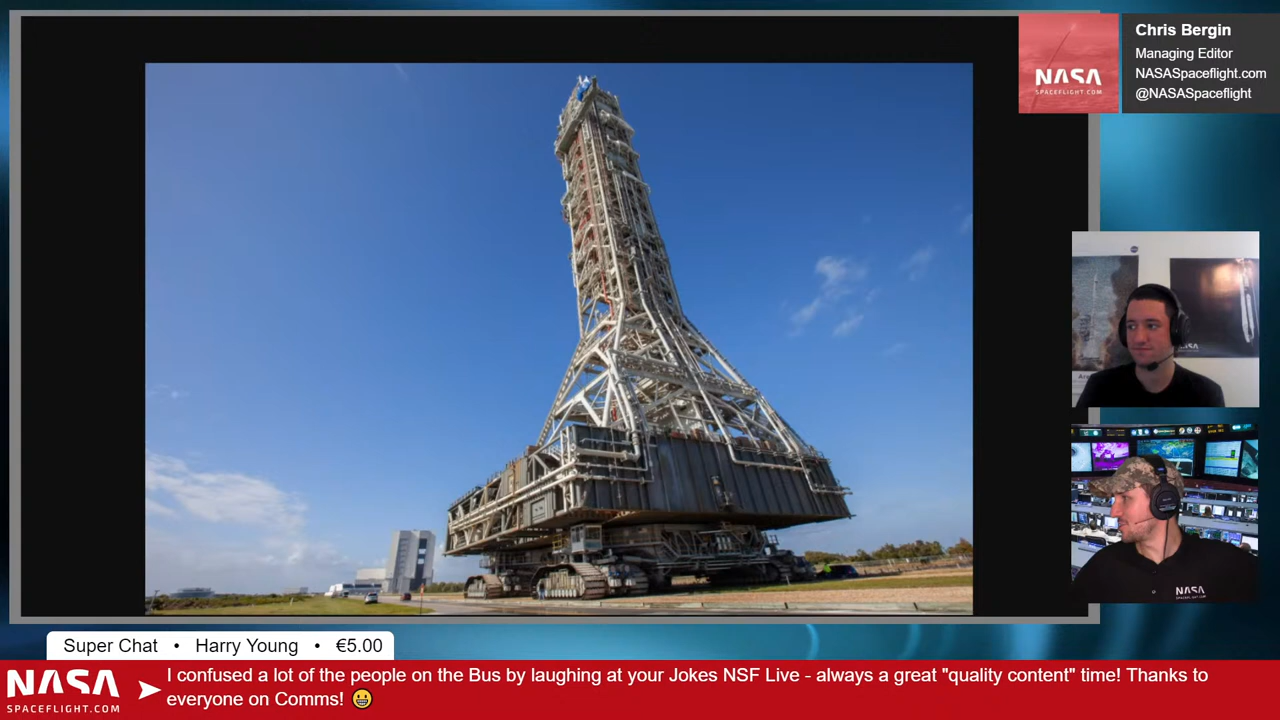 Chris Bergin
Managing Editor
NASASpaceflight.com
@NASASpaceflight
NASA
SPACEFLIGHT.COM
NASA
NASA
Super Chat • Harry Young • €5.00
NASA
SPACEFLIGHT.COM
I confused a lot of the people on the Bus by laughing at your Jokes NSF Live - always a great "quality content" time! Thanks to
everyone on Comms! 😀